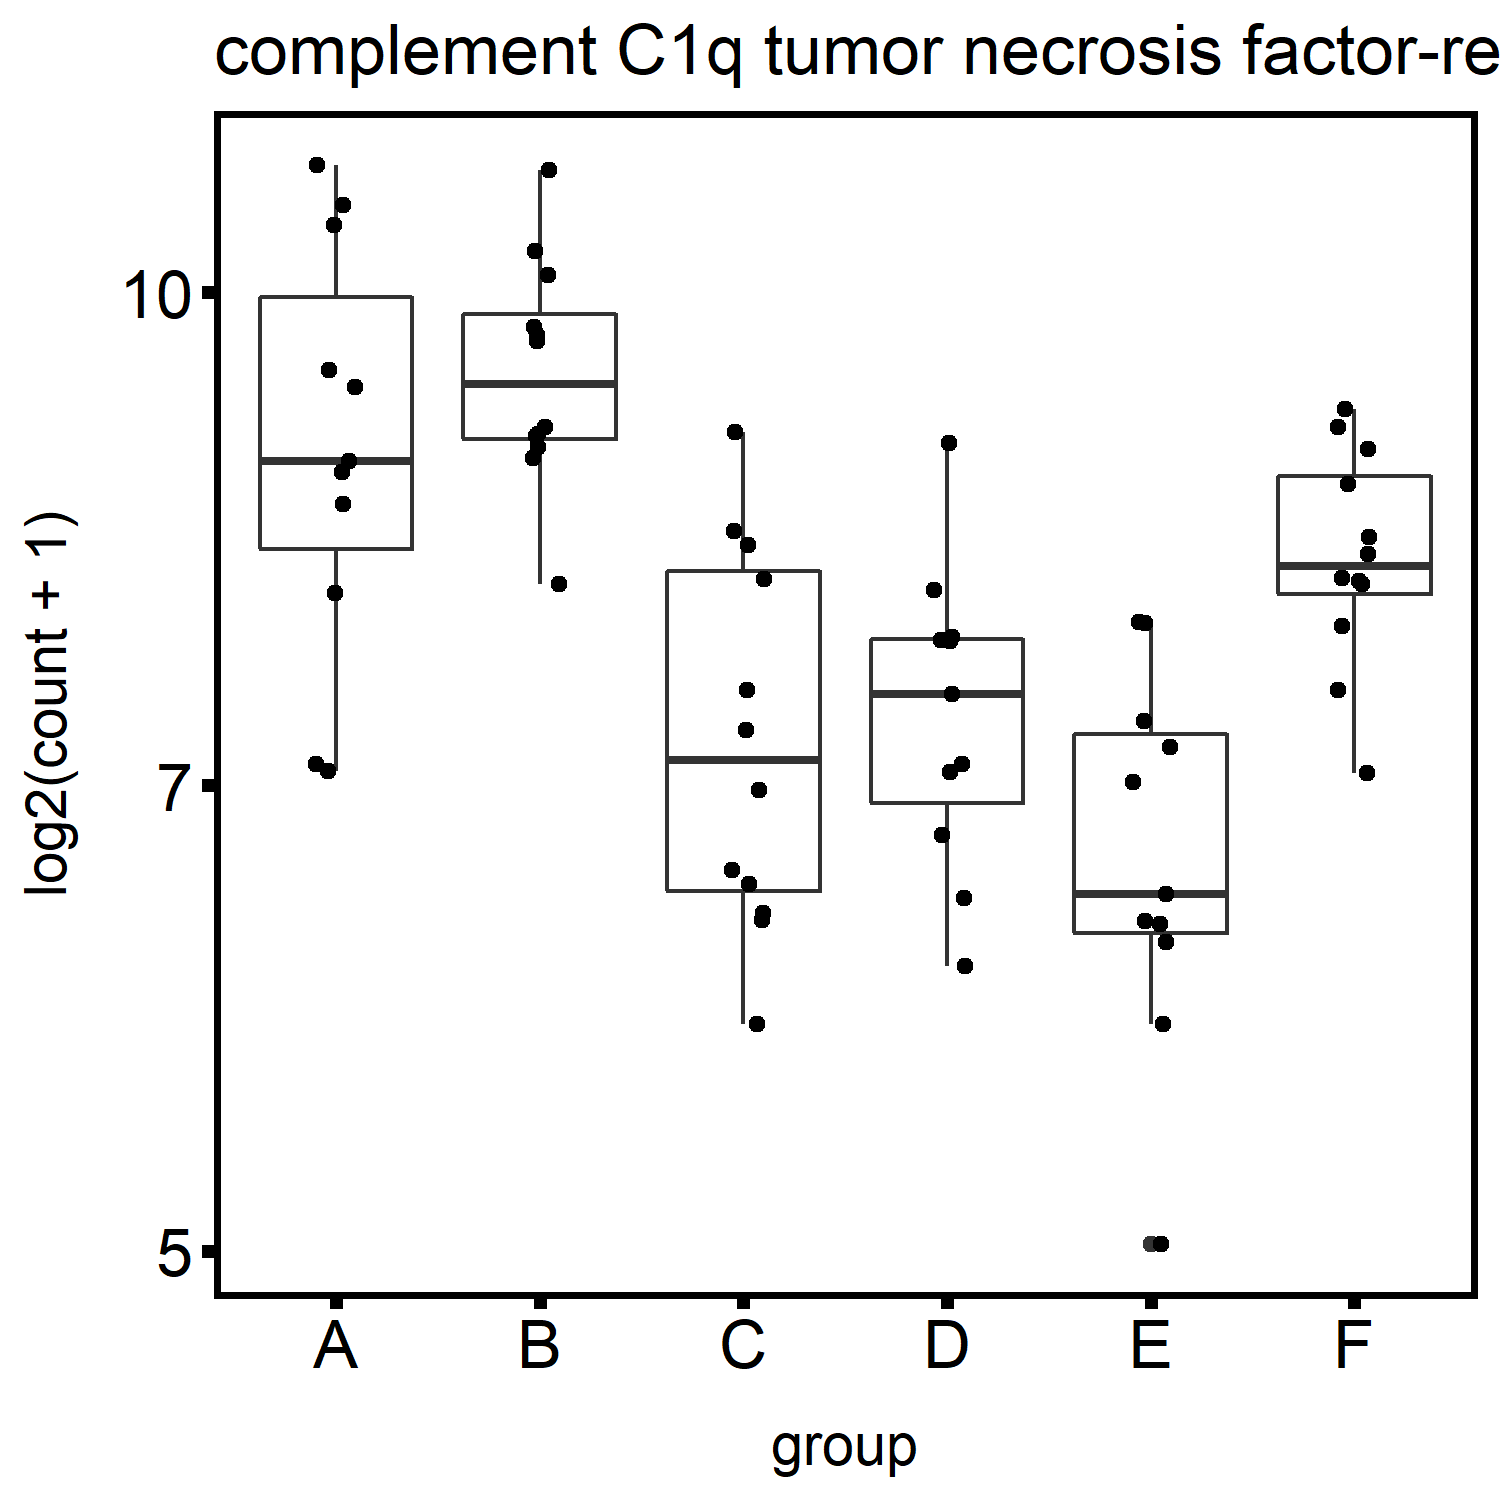 complement C1q tumor necrosis factor-re
log2(count + 1)
10
7
5
A B C D E F
group